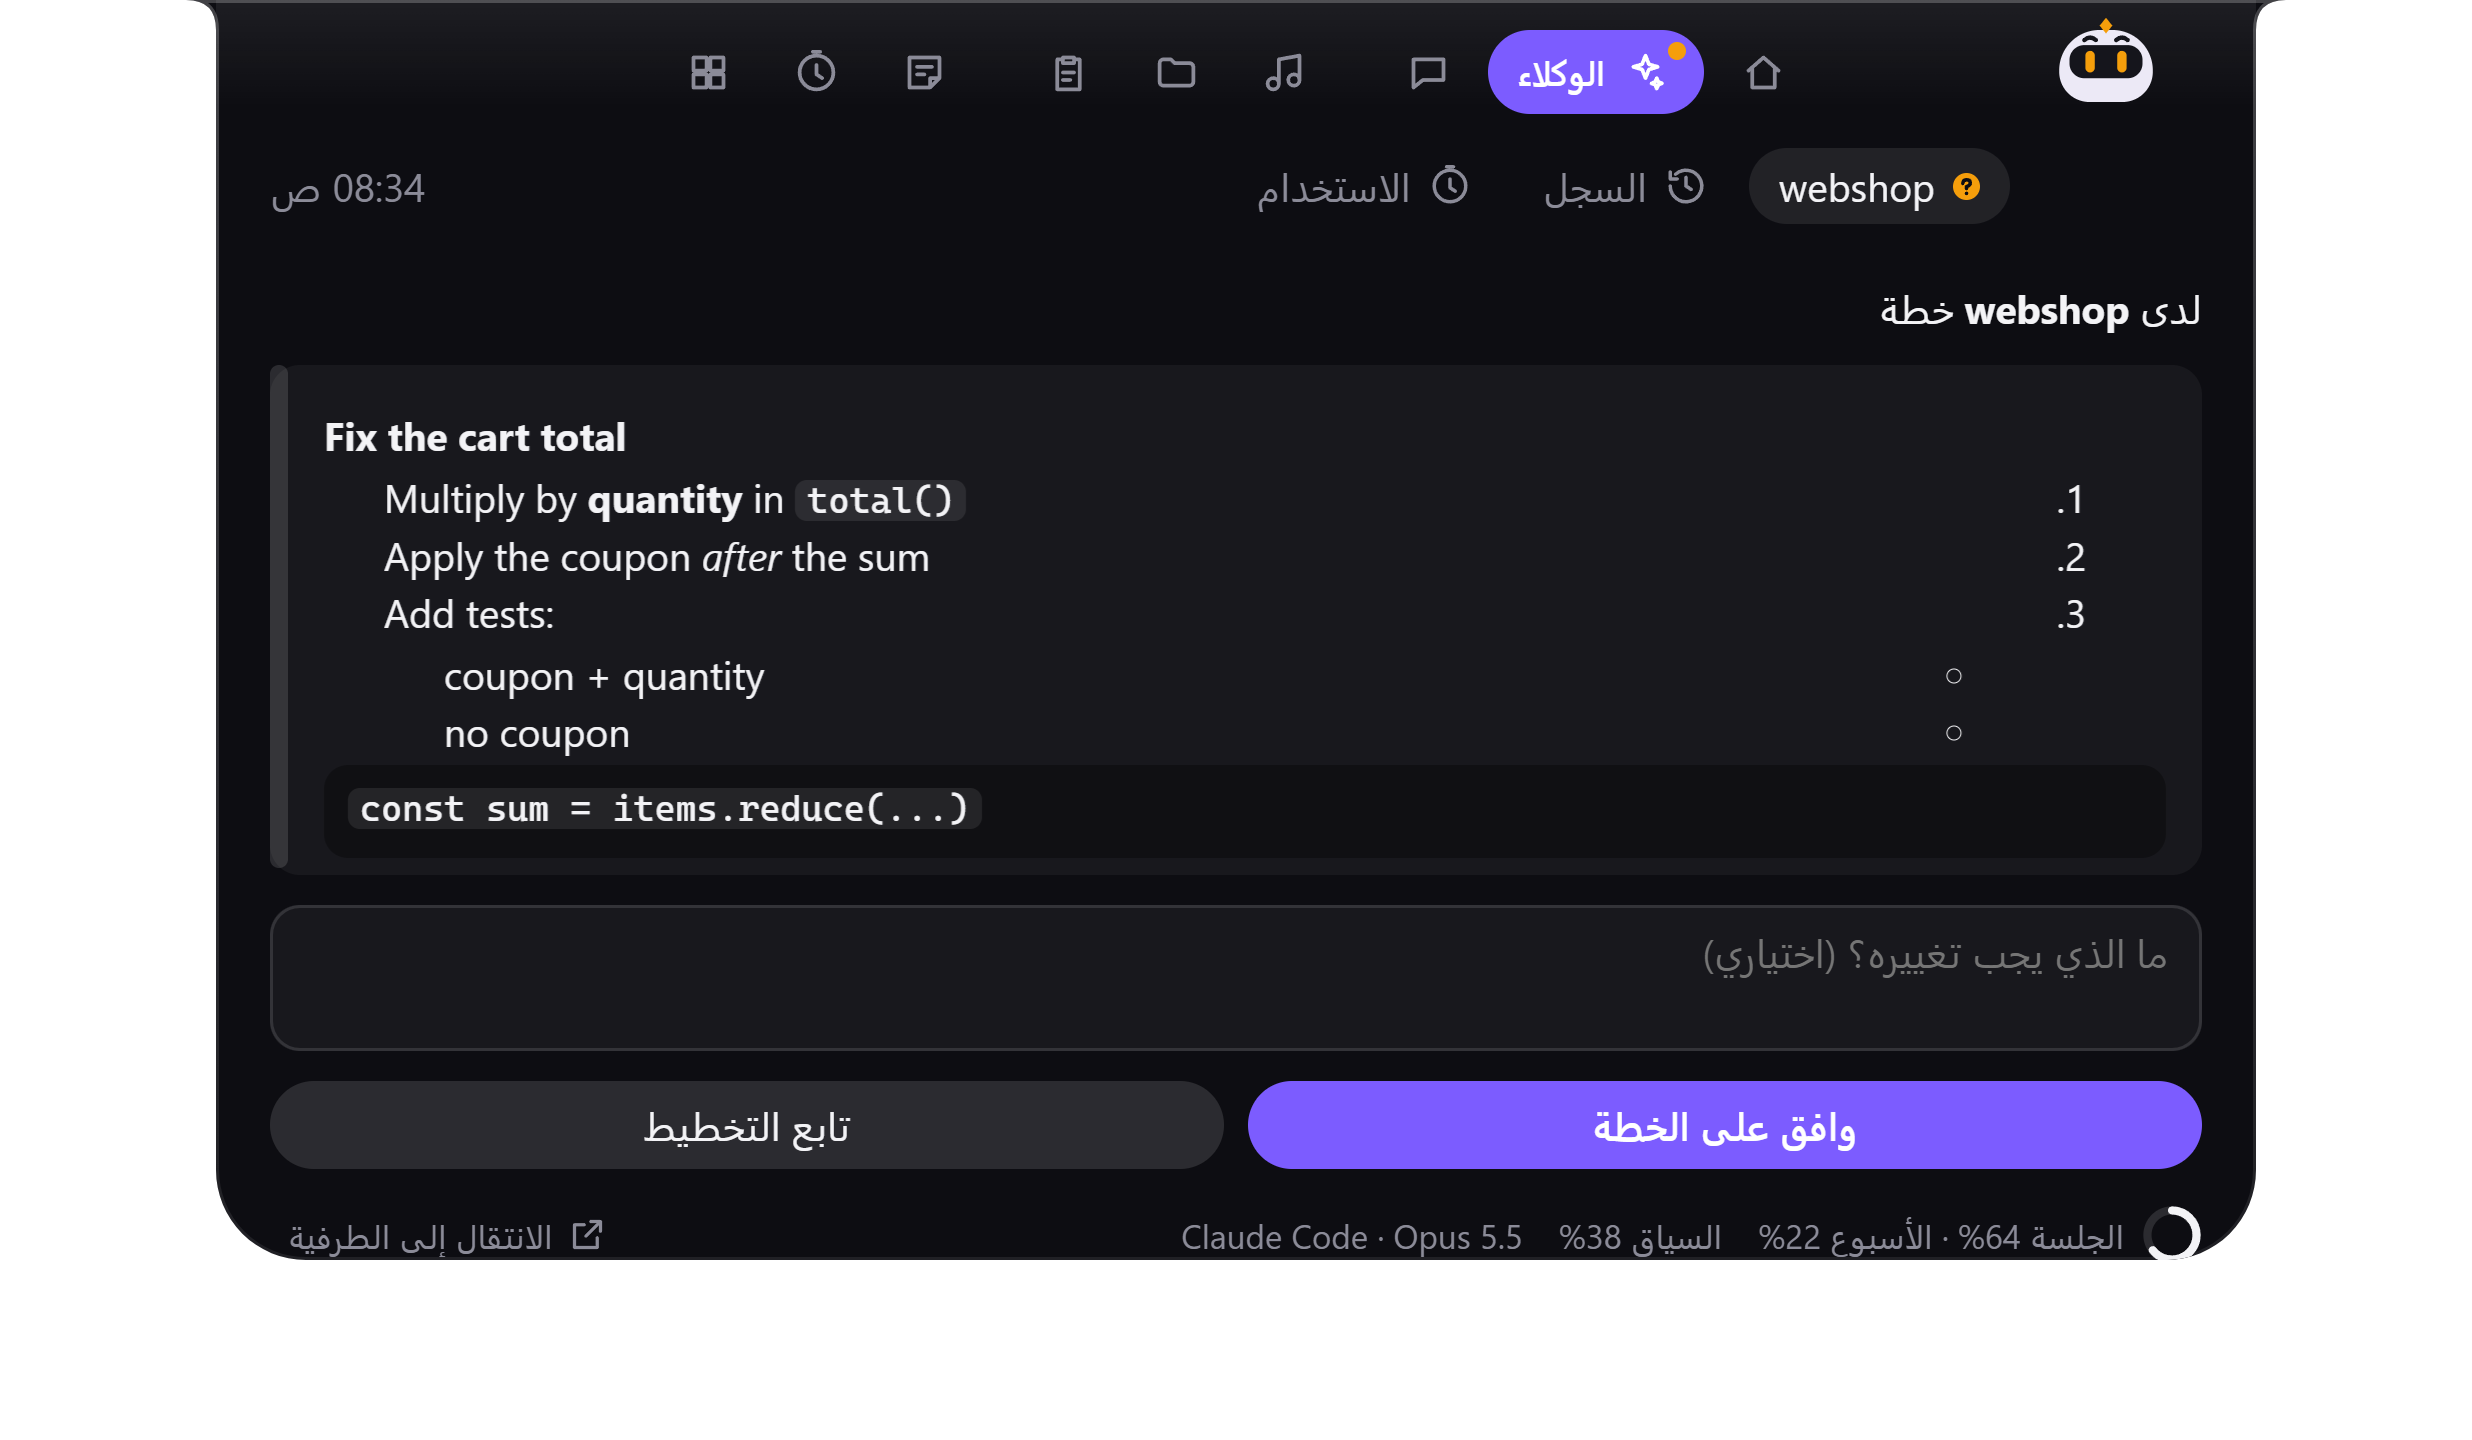 الوكلاء
webshop
السجل
الاستخدام
08:34 ص
لدى webshop خطة
Fix the cart total
1. Multiply by quantity in total()
2. Apply the coupon after the sum
3. Add tests:
○ coupon + quantity
○ no coupon
const sum = items.reduce(...)
ما الذي يجب تغييره؟ (اختياري)
وافق على الخطة
تابع التخطيط
الجلسة 64% · الأسبوع 22%
السياق 38%
Claude Code · Opus 5.5
الانتقال إلى الطرفية